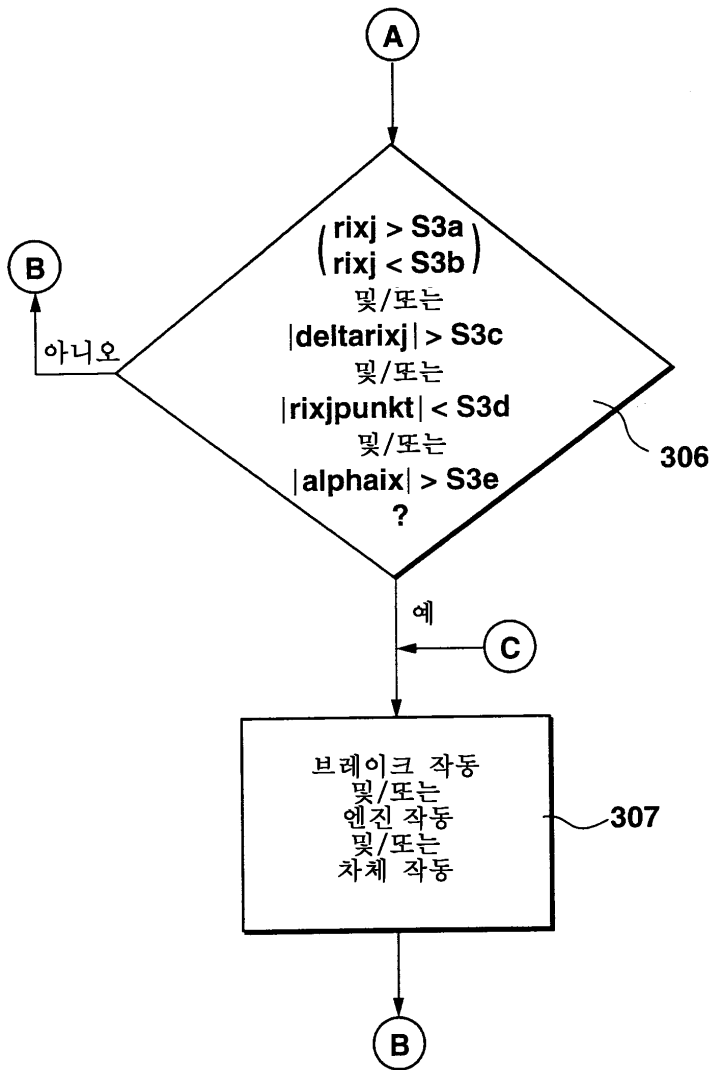 A
rixj > S3a
rixj < S3b
및/또는
|deltarixj| > S3c
및/또는
|rixjpunkt| < S3d
및/또는
|alphaix| > S3e
?
B
아니오
306
예
C
브레이크 작동
및/또는
엔진 작동
및/또는
차체 작동
307
B